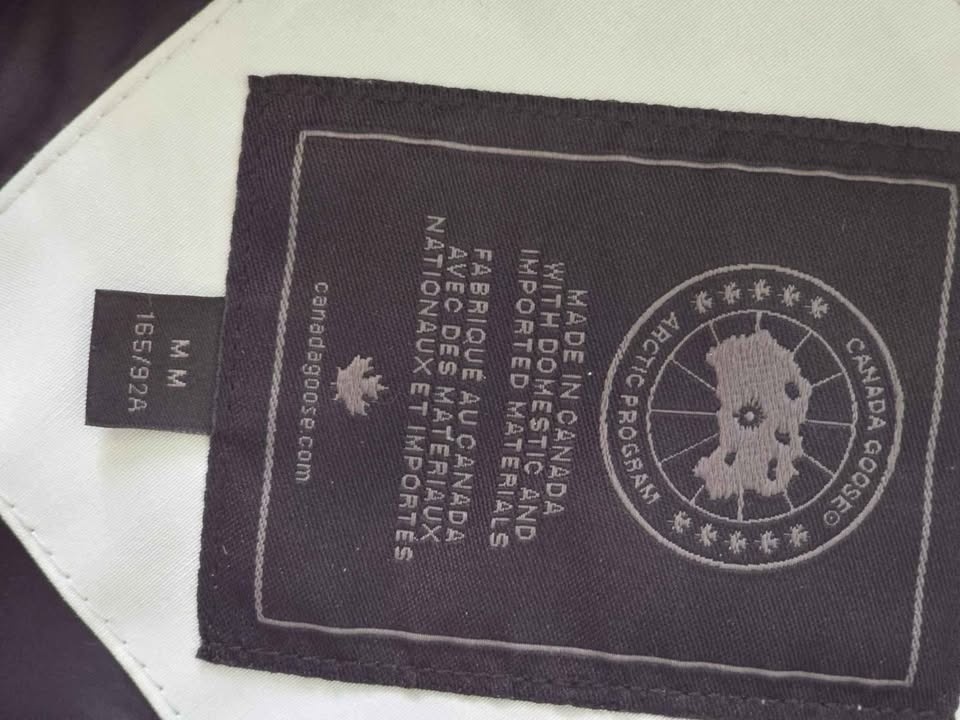 CANADA GOOSE®
ARCTIC PROGRAM
MADE IN CANADA
WITH DOMESTIC AND
IMPORTED MATERIALS
FABRIQUÉ AU CANADA
AVEC DES MATERIAUX
NATIONAUX ET IMPORTÉS
canadagoose.com
M M
165/92A